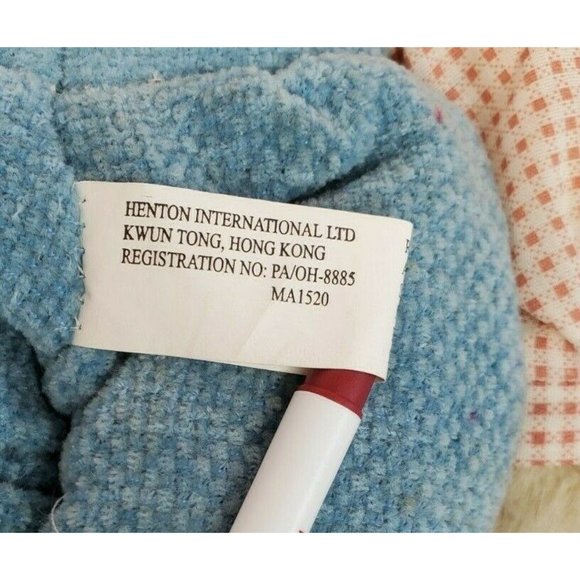 HENTON INTERNATIONAL LTD
KWUN TONG, HONG KONG
REGISTRATION NO: PA/OH-8885
MA1520